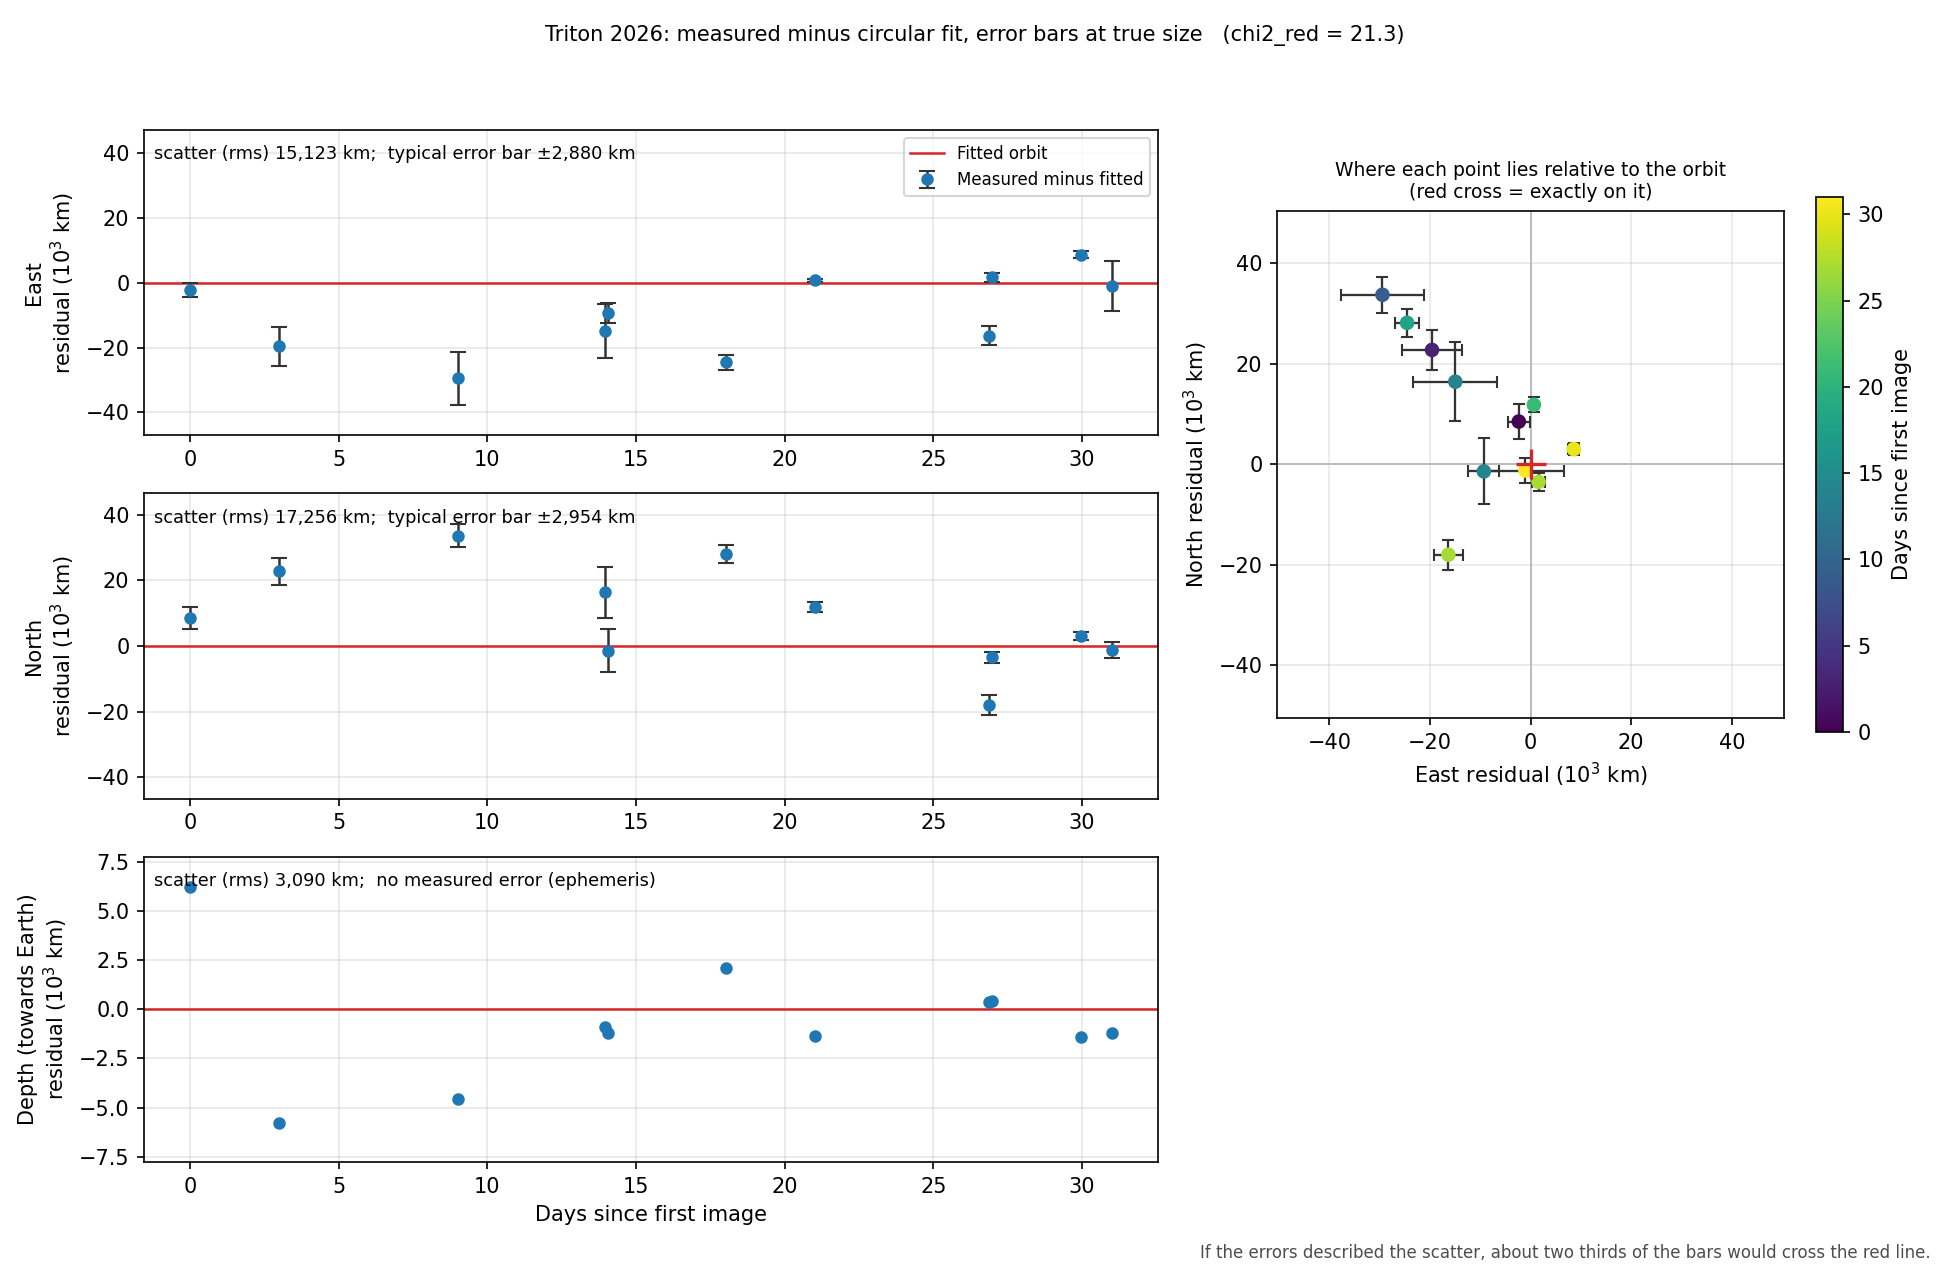 Triton 2026: measured minus circular fit, error bars at true size   (chi2_red = 21.3)
scatter (rms) 15,123 km;  typical error bar ±2,880 km
Fitted orbit
Measured minus fitted
East
residual (10³ km)
40
20
0
−20
−40
0
5
10
15
20
25
30
scatter (rms) 17,256 km;  typical error bar ±2,954 km
North
residual (10³ km)
40
20
0
−20
−40
0
5
10
15
20
25
30
scatter (rms) 3,090 km;  no measured error (ephemeris)
Depth (towards Earth)
residual (10³ km)
7.5
5.0
2.5
0.0
−2.5
−5.0
−7.5
0
5
10
15
20
25
30
Days since first image
Where each point lies relative to the orbit
(red cross = exactly on it)
North residual (10³ km)
40
20
0
−20
−40
−40
−20
0
20
40
East residual (10³ km)
30
25
20
15
10
5
0
Days since first image
If the errors described the scatter, about two thirds of the bars would cross the red line.